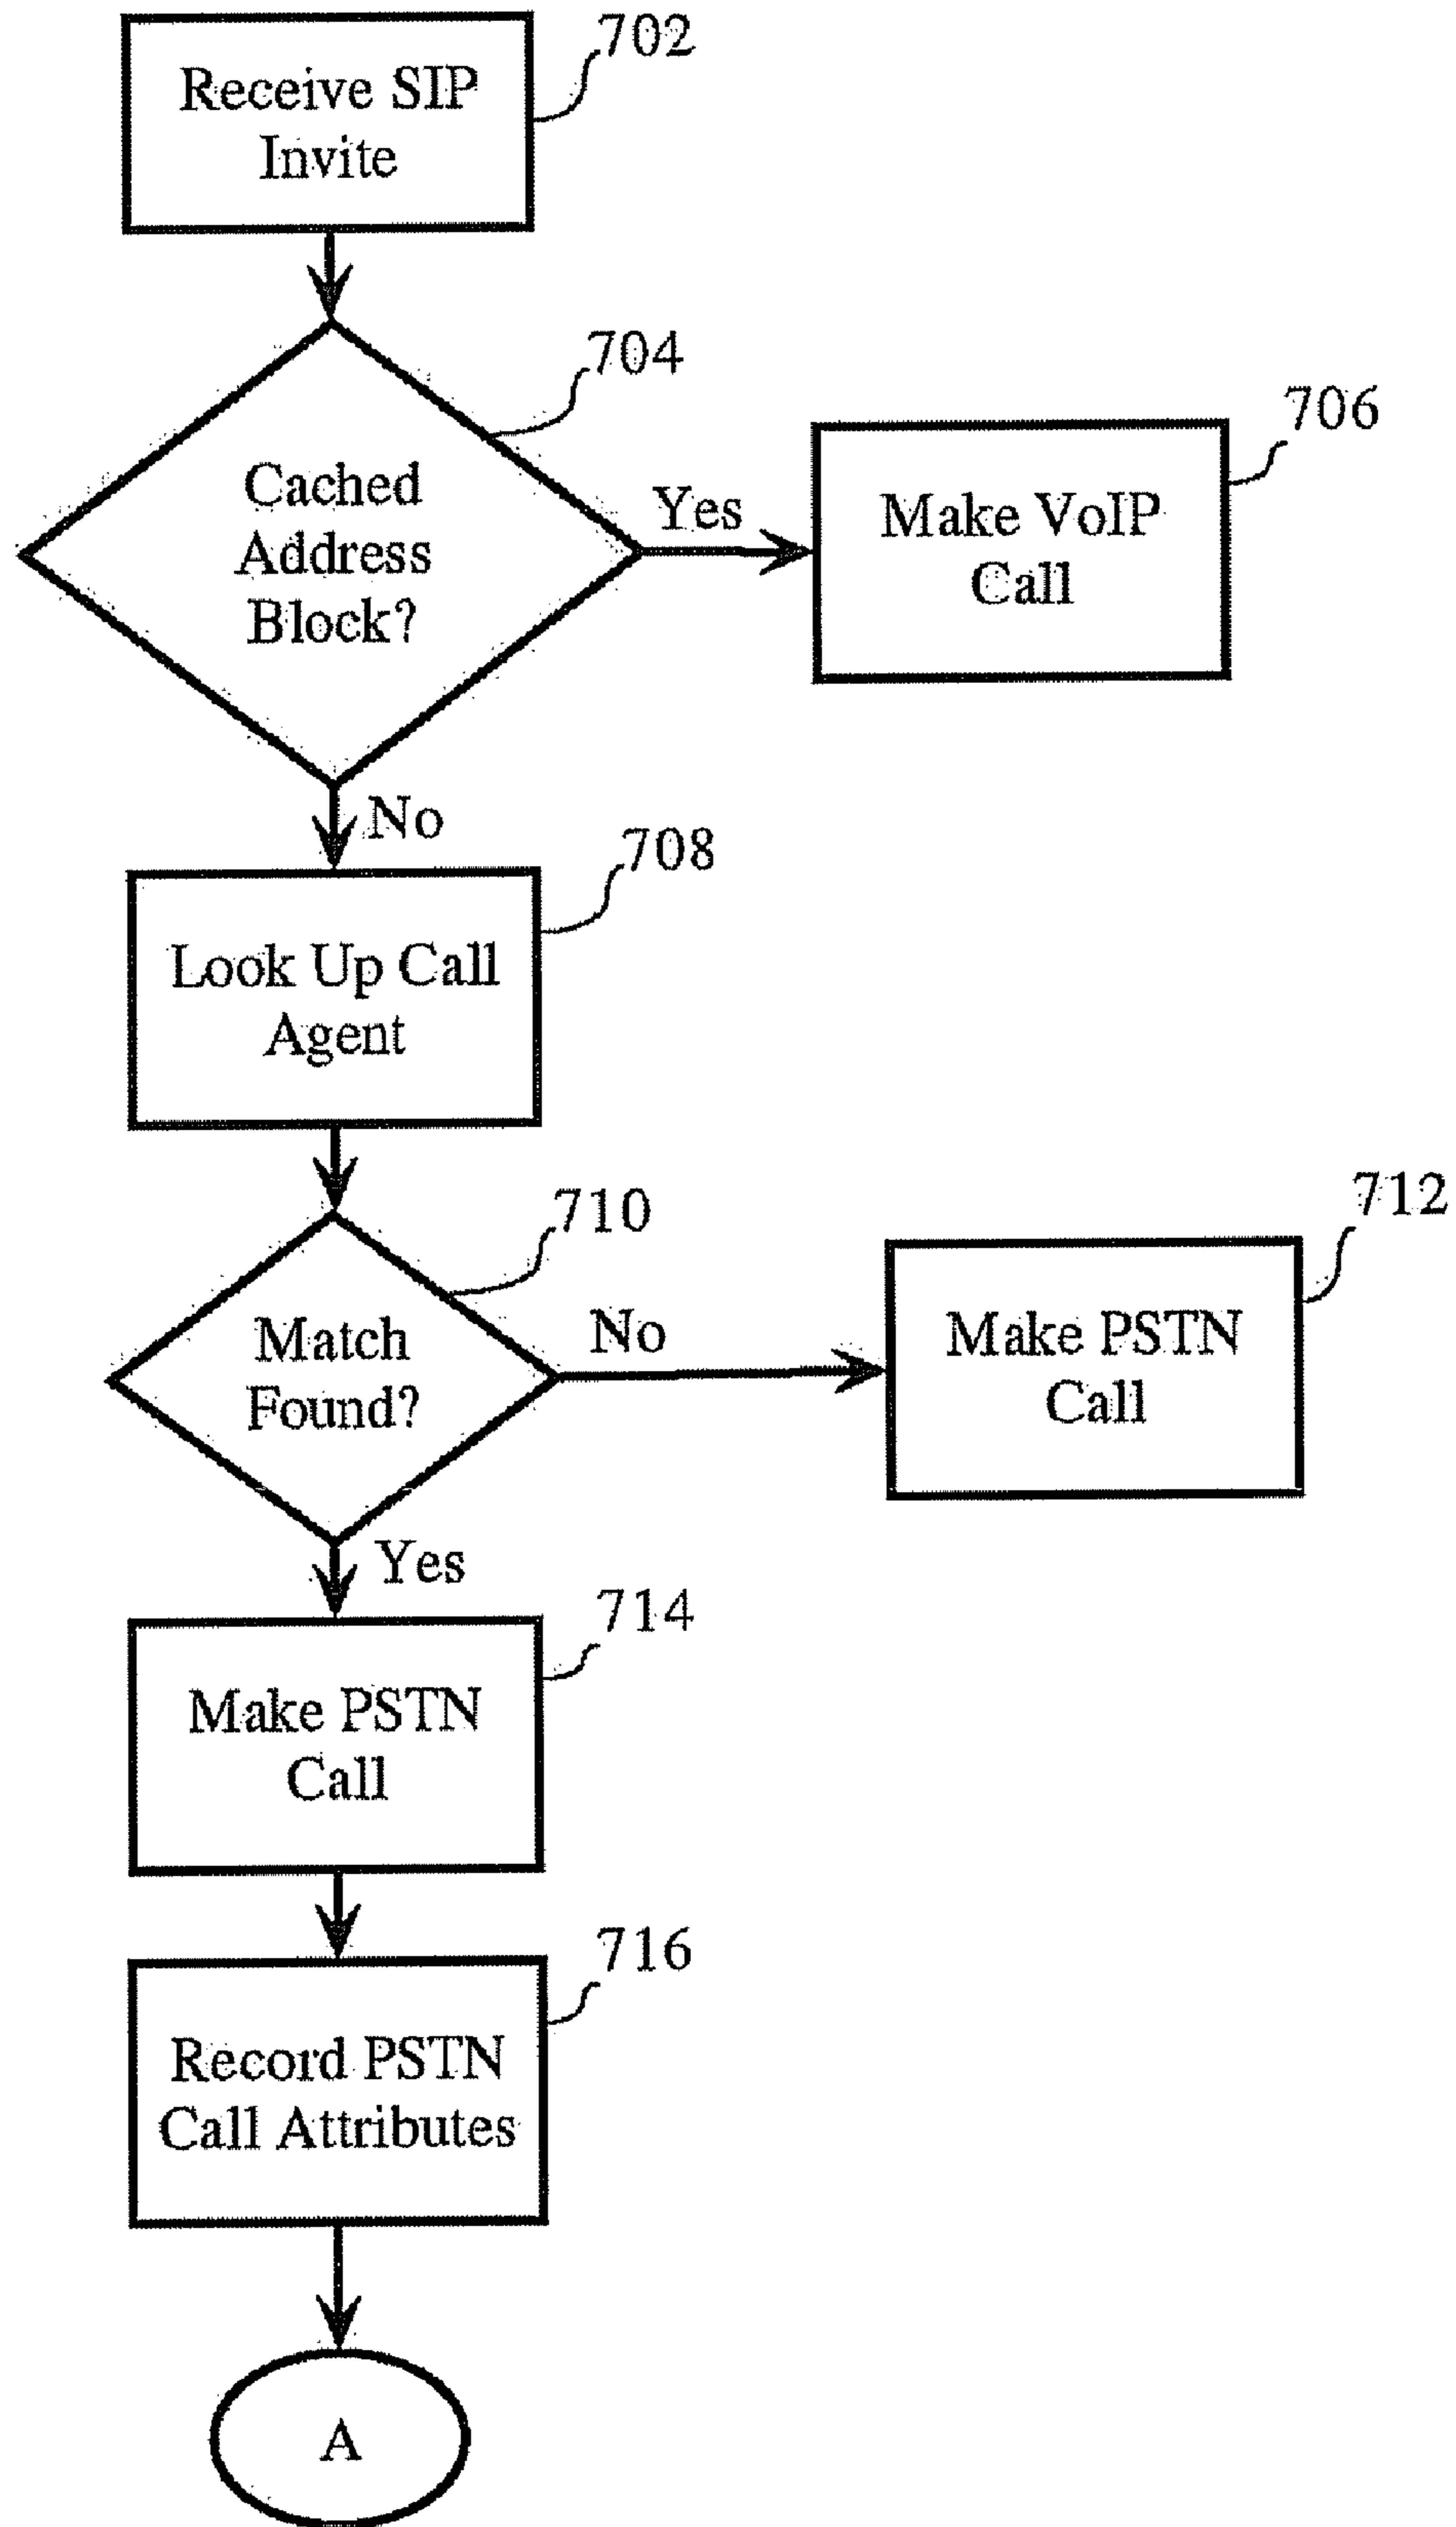 702
Receive SIP
Invite
704
Cached
Address
Block?
Yes
706
Make VoIP
Call
No
708
Look Up Call
Agent
710
Match
Found?
No
712
Make PSTN
Call
Yes
714
Make PSTN
Call
716
Record PSTN
Call Attributes
A